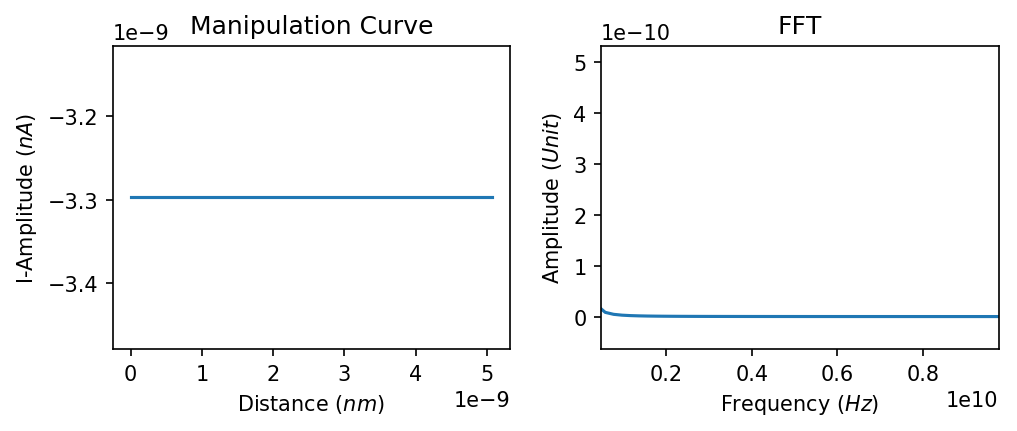 Manipulation Curve
1e−9
I-Amplitude (nA)
−3.2
−3.3
−3.4
0 1 2 3 4 5
1e−9
Distance (nm)
FFT
1e−10
Amplitude (Unit)
5
4
3
2
1
0
0.2 0.4 0.6 0.8
1e10
Frequency (Hz)